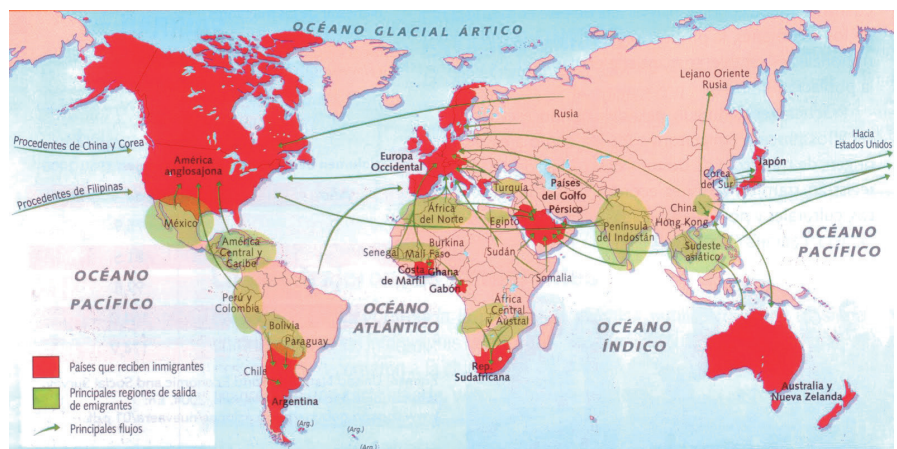 OCÉANO GLACIAL ÁRTICO
Lejano Oriente
Rusia
Rusia
Procedentes de China y Corea
Hacia
Estados Unidos
América
anglosajona
Europa
Occidental
Japón
Corea
del Sur
Turquía
Países
del Golfo
Pérsico
Procedentes de Filipinas
China
México
África
del Norte
Egipto
Península
del Indostán
Hong Kong
OCÉANO
PACÍFICO
América
Central y
Caribe
Senegal
Burkina
Malí Faso
Sudán
Sudeste
asiático
OCÉANO
PACÍFICO
Costa
de Marfil
Ghana
Gabón
Somalia
Perú y
Colombia
OCÉANO
ATLÁNTICO
África
Central
y Austral
OCÉANO
ÍNDICO
Bolivia
Paraguay
Chile
Rep.
Sudafricana
Argentina
Australia y
Nueva Zelanda
(Arg.)
(Arg.)
(Arg.)
Países que reciben inmigrantes
Principales regiones de salida
de emigrantes
Principales flujos